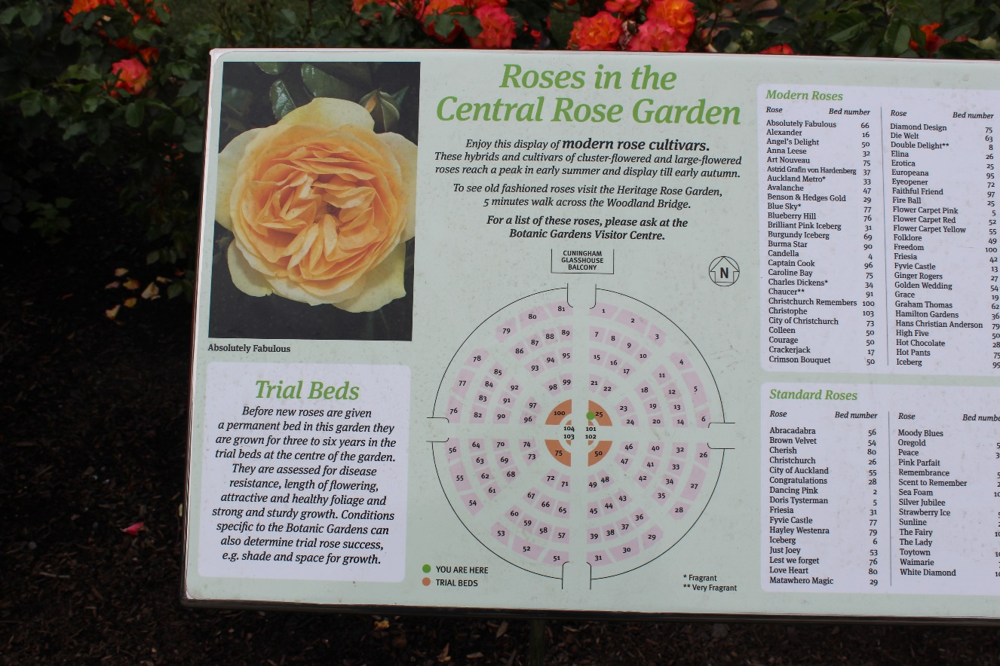 Roses in the
Central Rose Garden
Enjoy this display of modern rose cultivars.
These hybrids and cultivars of cluster-flowered and large-flowered
roses reach a peak in early summer and display till early autumn.
To see old fashioned roses visit the Heritage Rose Garden,
5 minutes walk across the Woodland Bridge.
For a list of these roses, please ask at the
Botanic Gardens Visitor Centre.
Absolutely Fabulous
Trial Beds
Before new roses are given
a permanent bed in this garden they
are grown for three to six years in the
trial beds at the centre of the garden.
They are assessed for disease
resistance, length of flowering,
attractive and healthy foliage and
strong and sturdy growth. Conditions
specific to the Botanic Gardens can
also determine trial rose success,
e.g. shade and space for growth.
CUNINGHAM
GLASSHOUSE
BALCONY
N
81 1
80 2
79 3
88 89 7 8
87 9
86 10
78 4
94 95 15 16
93 17
85 11
77 84 92 98 99 21 22 18 12 5
83 91 97 23 19 13
76 82 90 96 100 25 24 20 14 6
104 101
103 102
56 64 70 74 75 50 46 40 32 26
63 69 73 47 41 33
55 62 68 72 71 49 48 42 34 27
61 67 43 35
54 66 65 45 44 28
60 59 58 57 39 38 37 36
53 29
52 30
51 31
YOU ARE HERE
TRIAL BEDS
* Fragrant
** Very Fragrant
Modern Roses
Rose Bed number
Absolutely Fabulous 66
Alexander 16
Angel's Delight 50
Anna Leese 32
Art Nouveau 75
Astrid Grafin von Hardenberg 37
Auckland Metro* 33
Avalanche 47
Benson & Hedges Gold 29
Blue Sky* 77
Blueberry Hill 76
Brilliant Pink Iceberg 31
Burgundy Iceberg 69
Burma Star 90
Candella 4
Captain Cook 96
Caroline Bay 75
Charles Dickens* 34
Chaucer** 91
Christchurch Remembers 100
Christophe 103
City of Christchurch 73
Colleen 50
Courage 50
Crackerjack 17
Crimson Bouquet 50
Rose Bed number
Diamond Design 75
Die Welt 63
Double Delight** 8
Elina 26
Erotica 25
Europeana 95
Eyeopener 72
Faithful Friend 97
Fire Ball 25
Flower Carpet Pink 5
Flower Carpet Red 52
Flower Carpet Yellow 55
Folklore 49
Freedom 100
Friesia 42
Fyvie Castle 13
Ginger Rogers 27
Golden Wedding 54
Grace 19
Graham Thomas 62
Hamilton Gardens 36
Hans Christian Anderson 79
High Five 50
Hot Chocolate 28
Hot Pants 75
Iceberg 99
Standard Roses
Rose Bed number
Abracadabra 56
Brown Velvet 54
Cherish 80
Christchurch 26
City of Auckland 55
Congratulations 28
Dancing Pink 2
Doris Tysterman 5
Friesia 31
Fyvie Castle 77
Hayley Westenra 79
Iceberg 6
Just Joey 53
Lest we forget 76
Love Heart 80
Matawhero Magic 29
Rose Bed numbe
Moody Blues
Oregold
Peace
Pink Parfait
Remembrance
Scent to Remember
Sea Foam
Silver Jubilee
Strawberry Ice
Sunline
The Fairy
The Lady
Toytown
Waimarie
White Diamond